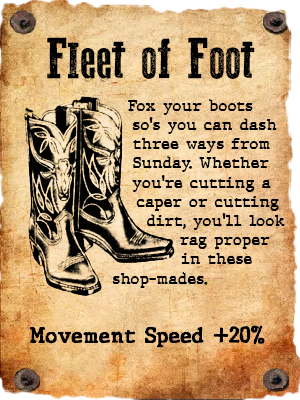 Fleet of Foot
Fox your boots
so's you can dash
three ways from
Sunday. Whether
you're cutting a
caper or cutting
dirt, you'll look
rag proper
in these
shop-mades.
Movement Speed +20%